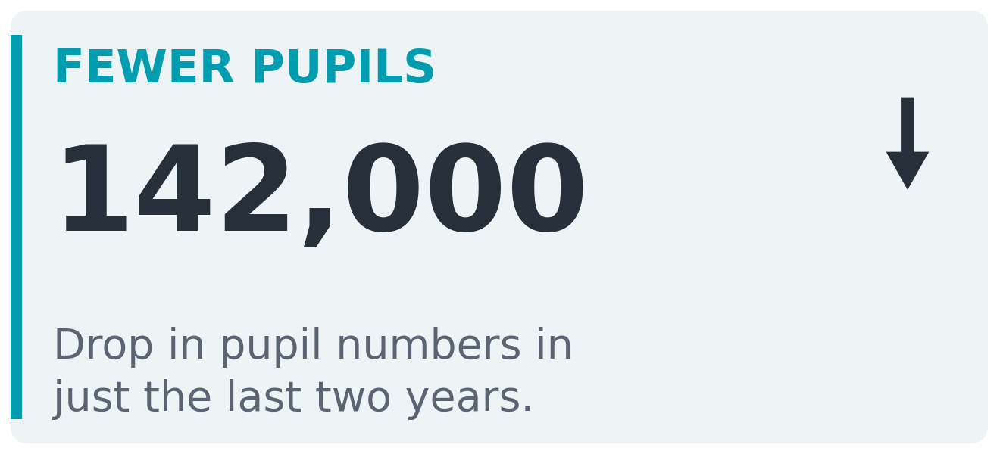 FEWER PUPILS
142,000
Drop in pupil numbers in
just the last two years.